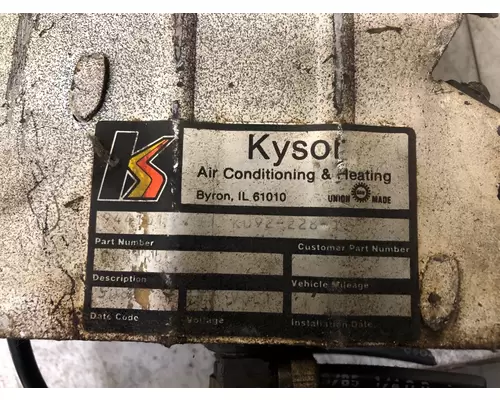 Kysor
Air Conditioning & Heating
Byron, IL 61010
UNION MADE
Part Number Customer Part Number
Description Vehicle Mileage
Date Code Voltage Installation Date